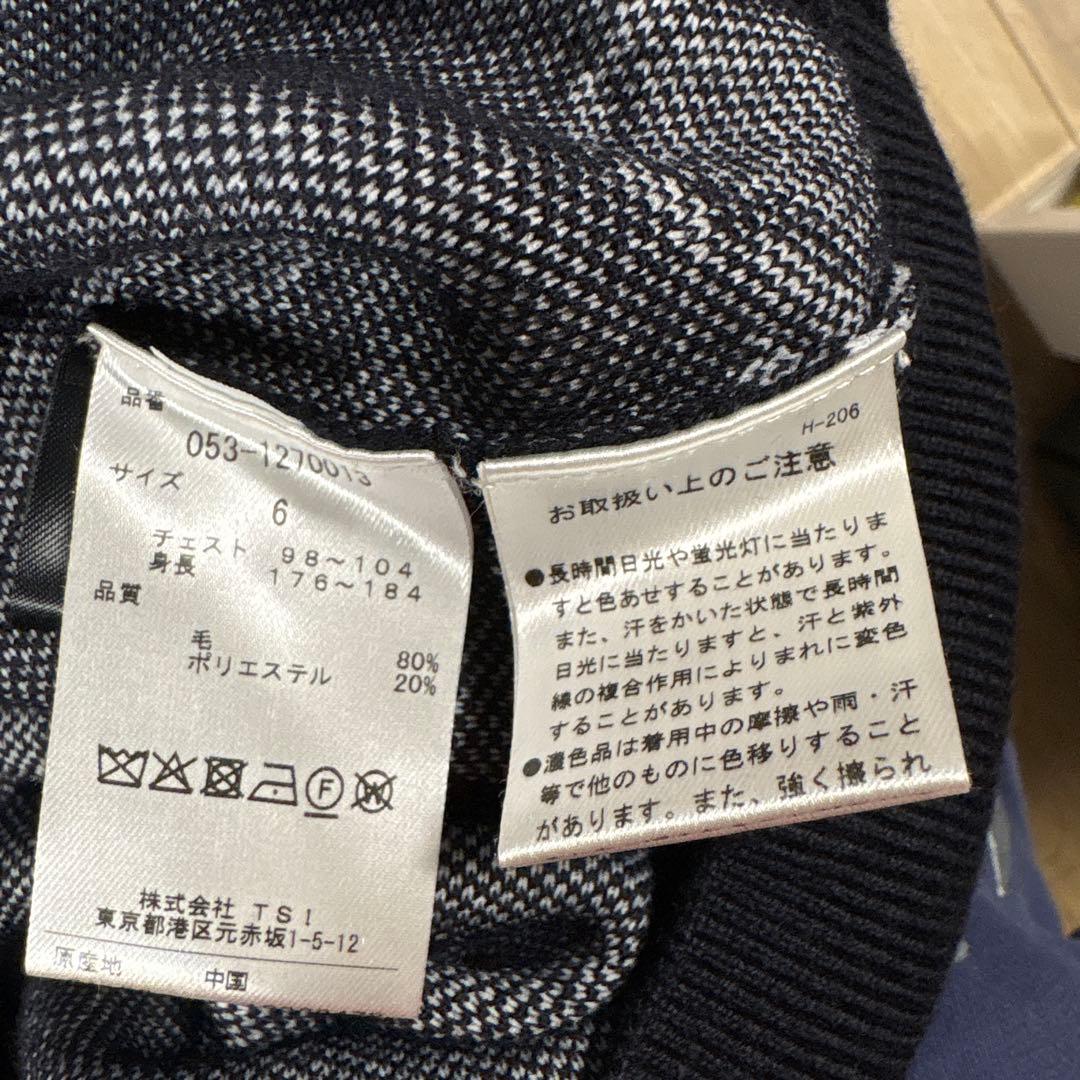 品番
053-1270013
サイズ
6
チェスト 98～104
身長 176～184
品質
毛 80%
ポリエステル 20%
F
W
株式会社 TSI
東京都港区元赤坂1-5-12
原産地 中国
H-206
お取扱い上のご注意
●長時間日光や蛍光灯に当たりま
すと色あせすることがあります。
また、汗をかいた状態で長時間
日光に当たりますと、汗と紫外
線の複合作用によりまれに変色
することがあります。
●濃色品は着用中の摩擦や雨・汗
等で他のものに色移りすること
があります。また、強く擦られ